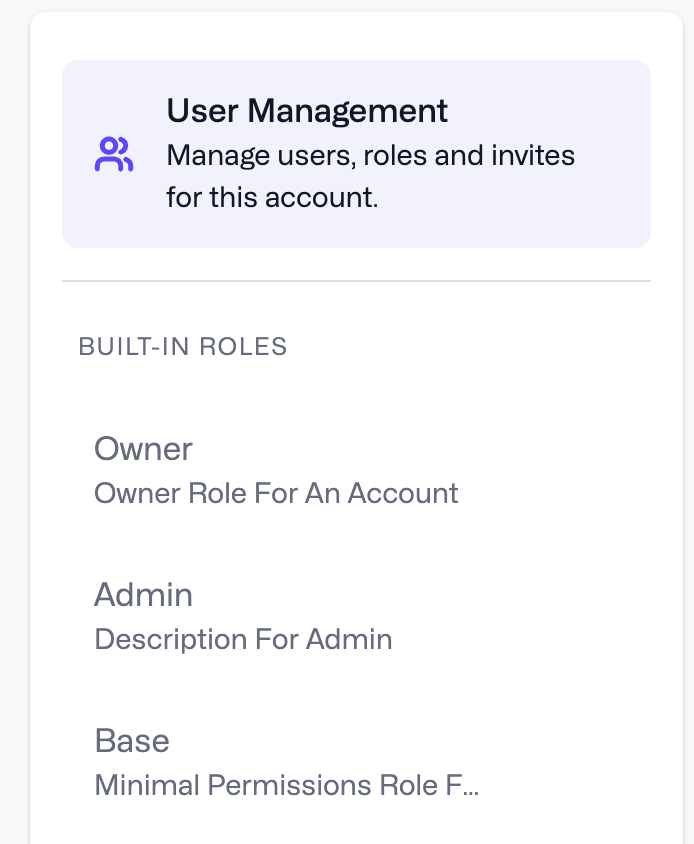 User Management
Manage users, roles and invites
for this account.
BUILT-IN ROLES
Owner
Owner Role For An Account
Admin
Description For Admin
Base
Minimal Permissions Role F...